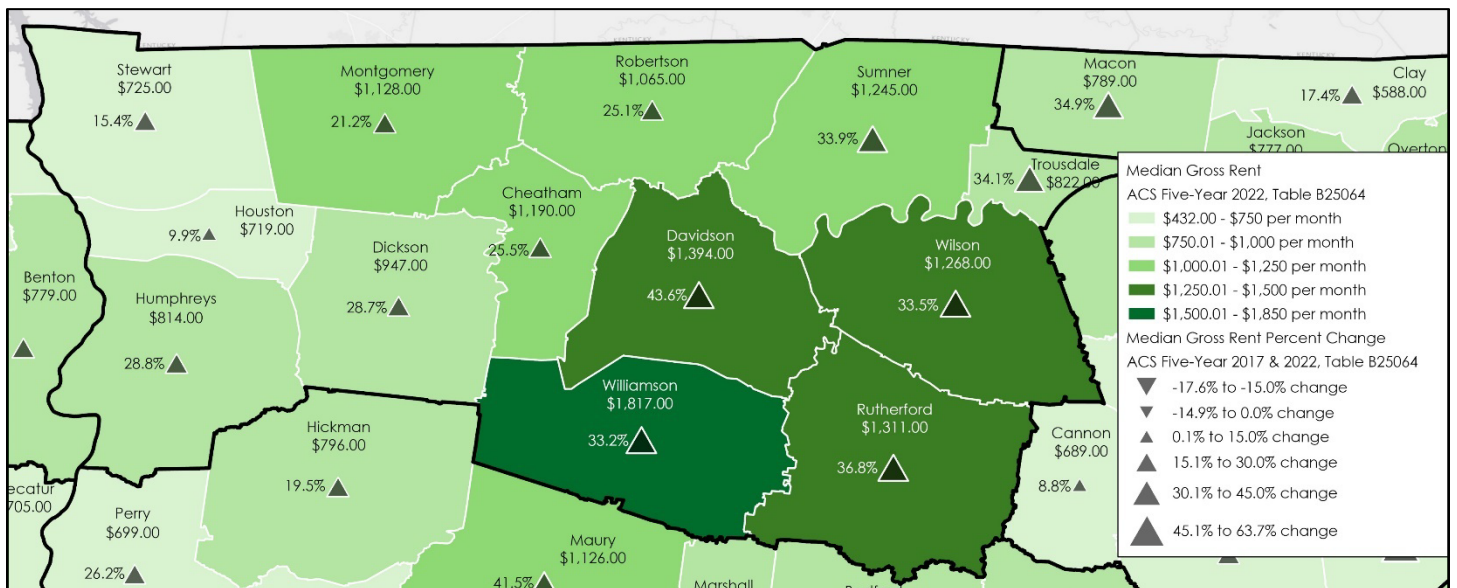 KENTUCKY
KENTUCKY
KENTUCKY
Stewart
$725.00
15.4%
Montgomery
$1,128.00
21.2%
Robertson
$1,065.00
25.1%
Sumner
$1,245.00
33.9%
Macon
$789.00
34.9%
Clay
$588.00
17.4%
Jackson
$777.00
Overton
Trousdale
$822.00
34.1%
Houston
$719.00
9.9%
Cheatham
$1,190.00
25.5%
Dickson
$947.00
28.7%
Davidson
$1,394.00
43.6%
Wilson
$1,268.00
33.5%
Benton
$779.00
Humphreys
$814.00
28.8%
Williamson
$1,817.00
33.2%
Rutherford
$1,311.00
36.8%
Cannon
$689.00
8.8%
Hickman
$796.00
19.5%
ecatur
705.00
Perry
$699.00
26.2%
Maury
$1,126.00
41.5%
Marshall
Median Gross Rent
ACS Five-Year 2022, Table B25064
$432.00 - $750 per month
$750.01 - $1,000 per month
$1,000.01 - $1,250 per month
$1,250.01 - $1,500 per month
$1,500.01 - $1,850 per month
Median Gross Rent Percent Change
ACS Five-Year 2017 & 2022, Table B25064
-17.6% to -15.0% change
-14.9% to 0.0% change
0.1% to 15.0% change
15.1% to 30.0% change
30.1% to 45.0% change
45.1% to 63.7% change